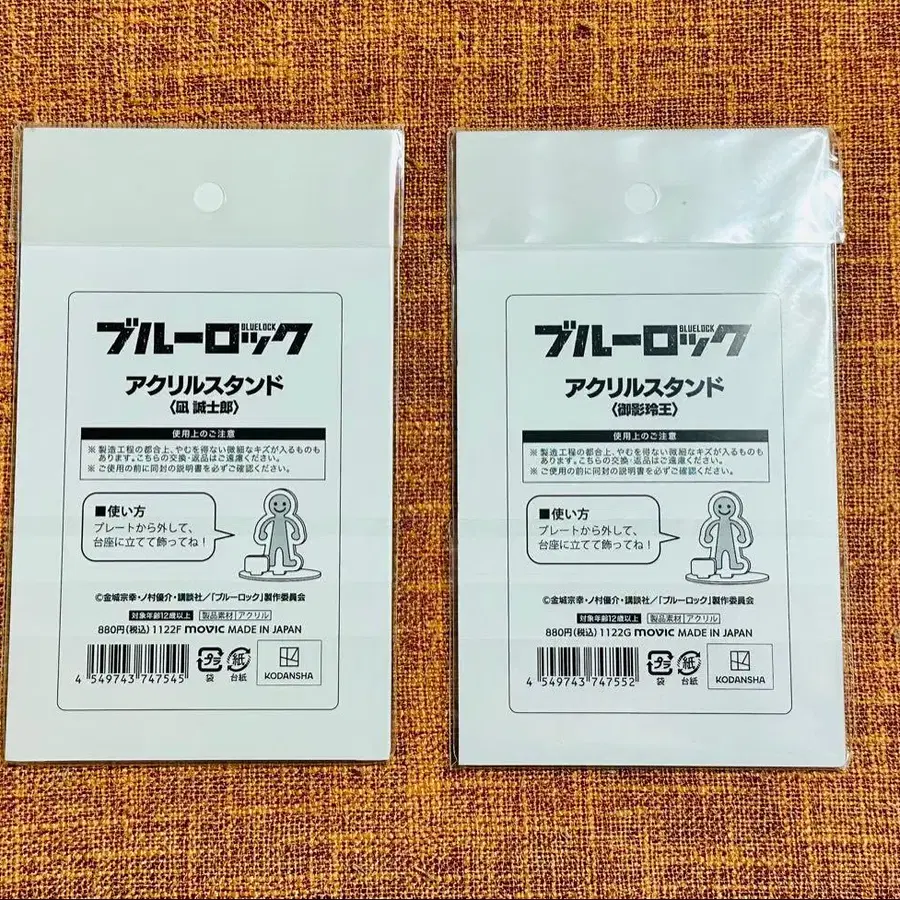 ブルーロック
BLUELOCK
アクリルスタンド
〈凪 誠士郎〉
使用上のご注意
※製造工程の都合上、やむを得ない微細なキズが入るものも
あります。こちらの交換・返品はご遠慮ください。
※ご使用の前に同封の説明書を必ずご確認ください。
■使い方
プレートから外して、
台座に立てて飾ってね！
©金城宗幸・ノ村優介・講談社／「ブルーロック」製作委員会
対象年齢12歳以上 製品素材 アクリル
880円(税込) 1122F movic MADE IN JAPAN
4 549743 747545
プラ
袋
紙
台紙
KODANSHA
ブルーロック
BLUELOCK
アクリルスタンド
〈御影玲王〉
使用上のご注意
※製造工程の都合上、やむを得ない微細なキズが入るものも
あります。こちらの交換・返品はご遠慮ください。
※ご使用の前に同封の説明書を必ずご確認ください。
■使い方
プレートから外して、
台座に立てて飾ってね！
©金城宗幸・ノ村優介・講談社／「ブルーロック」製作委員会
対象年齢12歳以上 製品素材 アクリル
880円(税込) 1122G movic MADE IN JAPAN
4 549743 747552
プラ
袋
紙
台紙
KODANSHA